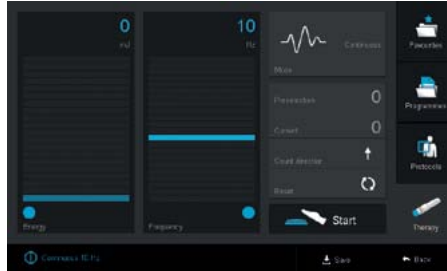 0
mJ
10
Hz
Continuous
Mode
Preselection
0
Current
0
Count direction
Reset
Start
Energy
Frequency
Favourites
Programmes
Protocols
Therapy
Continuous 10 Hz
Save
Back